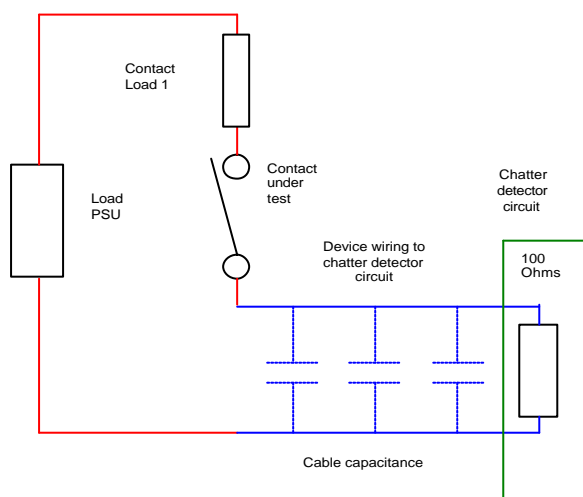 Contact
Load 1
Load
PSU
Contact
under
test
Chatter
detector
circuit
Device wiring to
chatter detector
circuit
100
Ohms
Cable capacitance